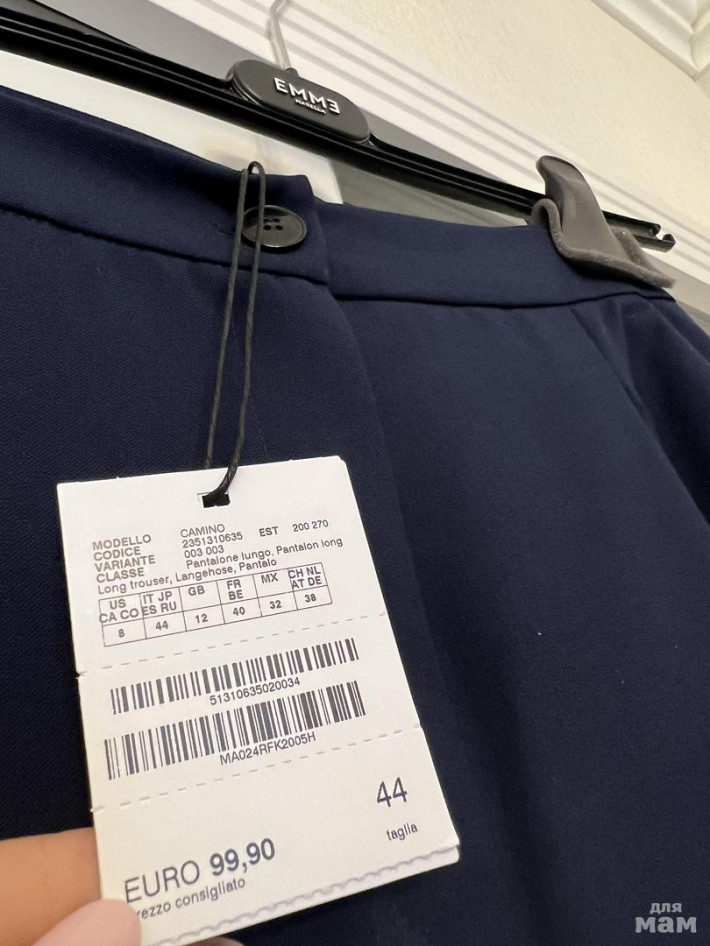 EMME
MARELLA
MODELLO CAMINO
CODICE 2351310635 EST 200 270
VARIANTE 003 003
CLASSE Pantalone lungo, Pantalon long
Long trouser, Langehose, Pantalo
US CA CO IT JP ES RU GB FR BE MX CH NL AT DE
8 44 12 40 32 38
51310635020034
MA024RFK2005H
44
taglia
EURO 99,90
prezzo consigliato
для
мам